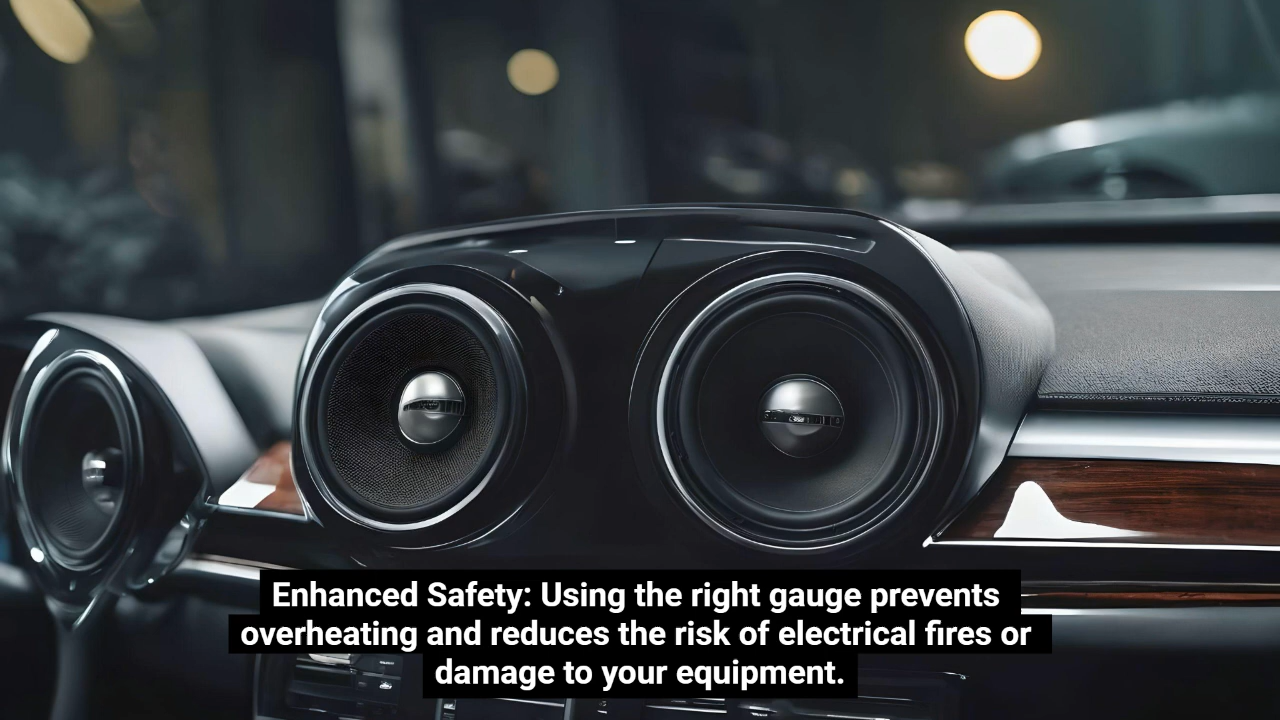 Enhanced Safety: Using the right gauge prevents
overheating and reduces the risk of electrical fires or
damage to your equipment.